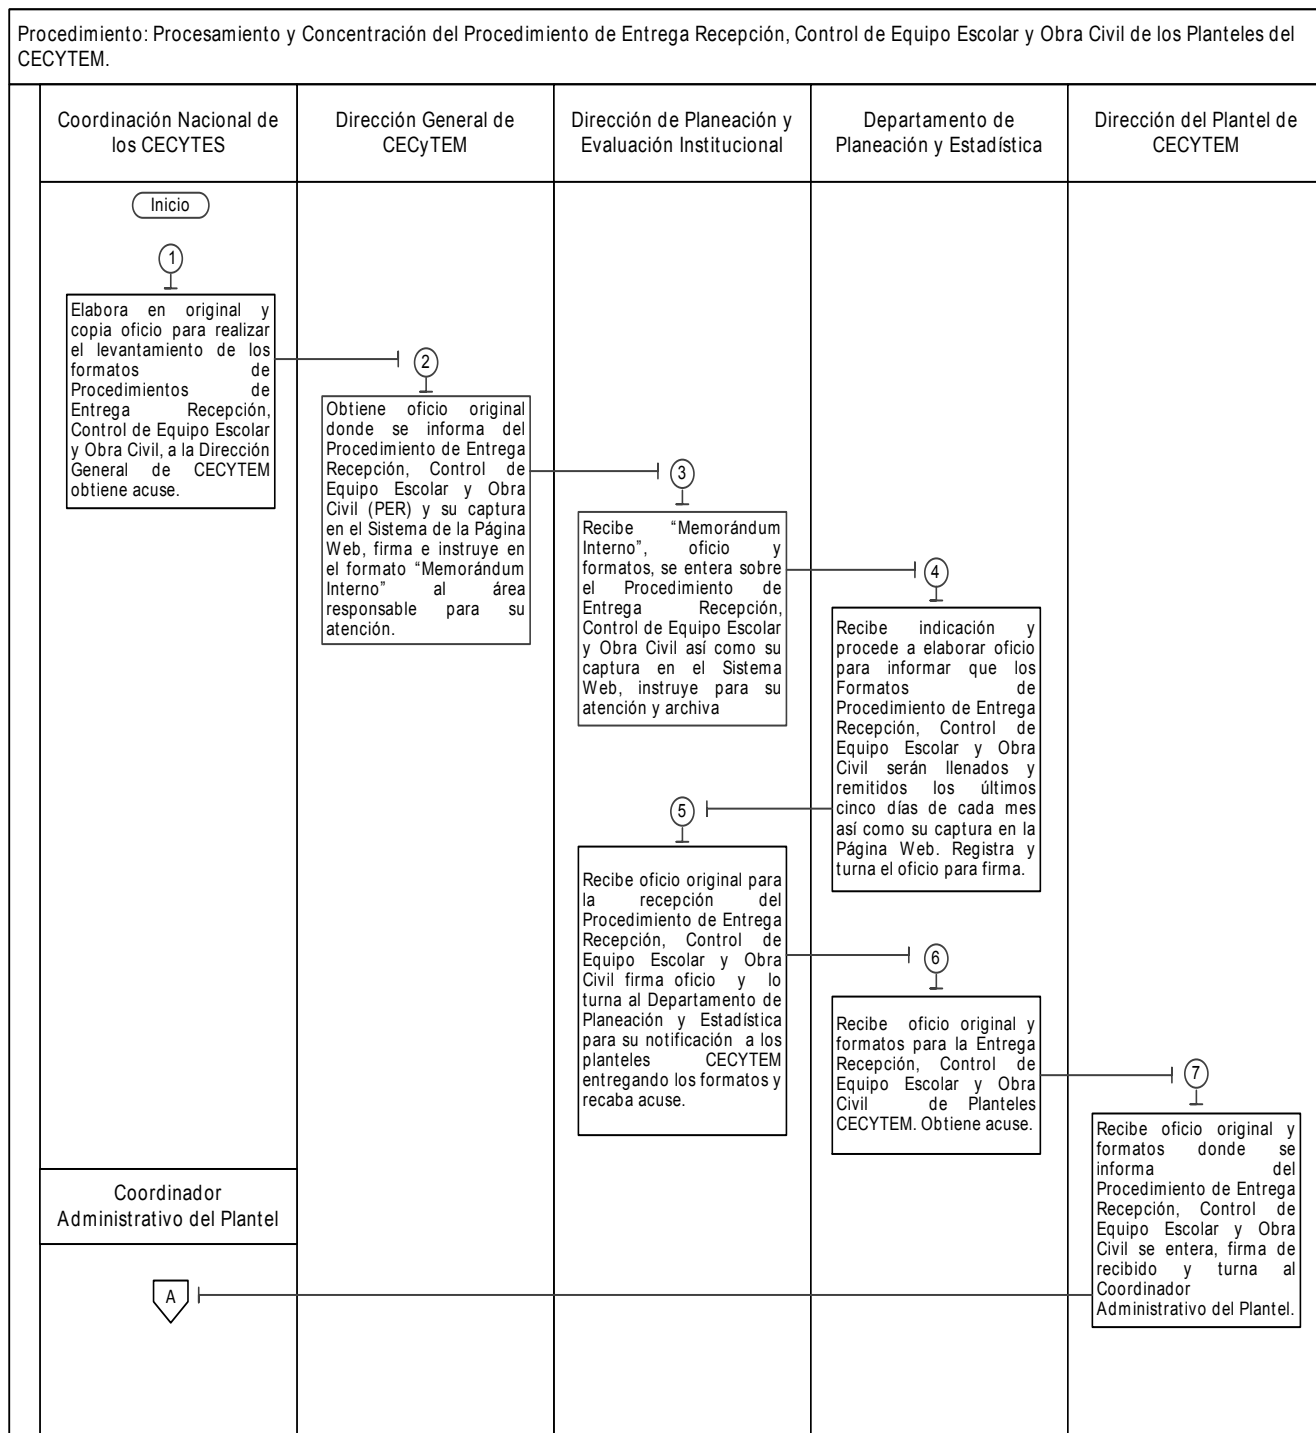 Procedimiento: Procesamiento y Concentración del Procedimiento de Entrega Recepción, Control de Equipo Escolar y Obra Civil de los Planteles del
CECYTEM.
Coordinación Nacional de
los CECYTES
Dirección General de
CECyTEM
Dirección de Planeación y
Evaluación Institucional
Departamento de
Planeación y Estadística
Dirección del Plantel de
CECYTEM
Inicio
1
Elabora en original y
copia oficio para realizar
el levantamiento de los
formatos de
Procedimientos de
Entrega Recepción,
Control de Equipo Escolar
y Obra Civil, a la Dirección
General de CECYTEM
obtiene acuse.
2
Obtiene oficio original
donde se informa del
Procedimiento de Entrega
Recepción, Control de
Equipo Escolar y Obra
Civil (PER) y su captura
en el Sistema de la Página
Web, firma e instruye en
el formato “Memorándum
Interno” al área
responsable para su
atención.
3
Recibe “Memorándum
Interno”, oficio y
formatos, se entera sobre
el Procedimiento de
Entrega Recepción,
Control de Equipo Escolar
y Obra Civil así como su
captura en el Sistema
Web, instruye para su
atención y archiva
4
Recibe indicación y
procede a elaborar oficio
para informar que los
Formatos de
Procedimiento de Entrega
Recepción, Control de
Equipo Escolar y Obra
Civil serán llenados y
remitidos los últimos
cinco días de cada mes
así como su captura en la
Página Web. Registra y
turna el oficio para firma.
5
Recibe oficio original para
la recepción del
Procedimiento de Entrega
Recepción, Control de
Equipo Escolar y Obra
Civil firma oficio y lo
turna al Departamento de
Planeación y Estadística
para su notificación a los
planteles CECYTEM
entregando los formatos y
recaba acuse.
6
Recibe oficio original y
formatos para la Entrega
Recepción, Control de
Equipo Escolar y Obra
Civil de Planteles
CECYTEM. Obtiene acuse.
7
Recibe oficio original y
formatos donde se
informa del
Procedimiento de Entrega
Recepción, Control de
Equipo Escolar y Obra
Civil se entera, firma de
recibido y turna al
Coordinador
Administrativo del Plantel.
Coordinador
Administrativo del Plantel
A